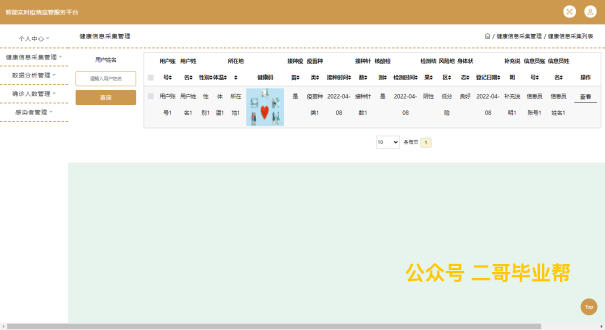 智能实时疫情监管服务平台
个人中心
健康信息采集管理
数据分析管理
确诊人数管理
感染者管理
健康信息采集管理
/ 健康信息采集管理 / 健康信息采集列表
用户姓名
请输入用户姓名
查询
用户账号 用户姓名 性别 体温 所在地 健康码 接种疫苗 疫苗种类 接种时间 接种针数 核酸检测 检测时间 检测结果 风险地区 身体状态 登记日期 补充说明 信息员账号 信息员姓名 操作
用户账号1 用户姓名1 性别1 体温1 所在地1 是 疫苗种类1 2022-04-08 接种针数1 是 2022-04-08 阴性 低分险 良好 2022-04-08 补充说明1 信息员账号1 信息员姓名1 查看
10 条每页 1
公众号 二哥毕业帮
Top